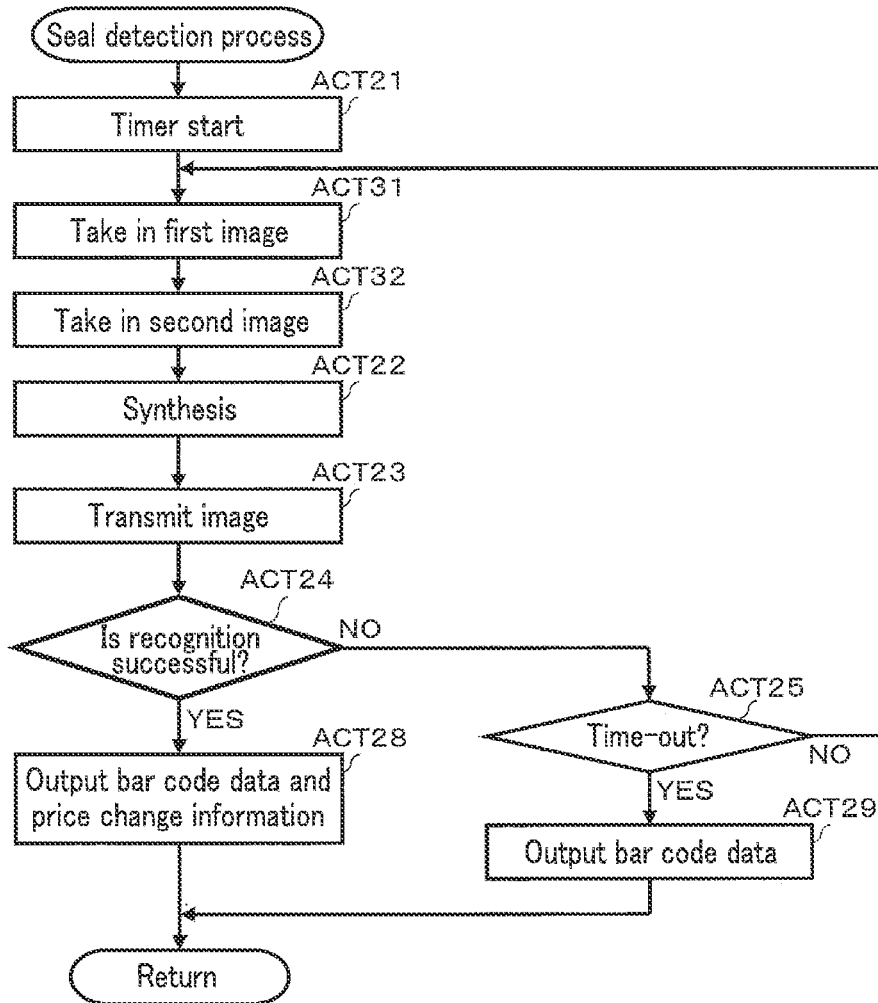 Seal detection process
ACT21
Timer start
ACT31
Take in first image
ACT32
Take in second image
ACT22
Synthesis
ACT23
Transmit image
ACT24
Is recognition
successful?
NO
YES
ACT25
Time-out?
NO
YES
ACT28
Output bar code data and
price change information
ACT29
Output bar code data
Return